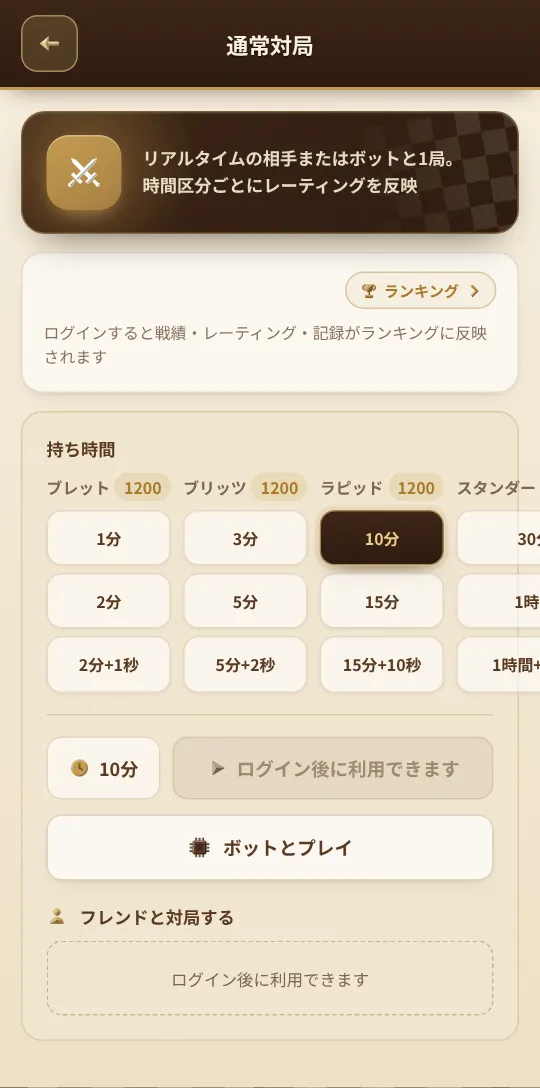 通常対局
リアルタイムの相手またはボットと1局。
時間区分ごとにレーティングを反映
ランキング
ログインすると戦績・レーティング・記録がランキングに反映
されます
持ち時間
ブレット 1200 ブリッツ 1200 ラピッド 1200 スタンダー
1分 3分 10分 30
2分 5分 15分 1時
2分+1秒 5分+2秒 15分+10秒 1時間+
10分 ログイン後に利用できます
ボットとプレイ
フレンドと対局する
ログイン後に利用できます